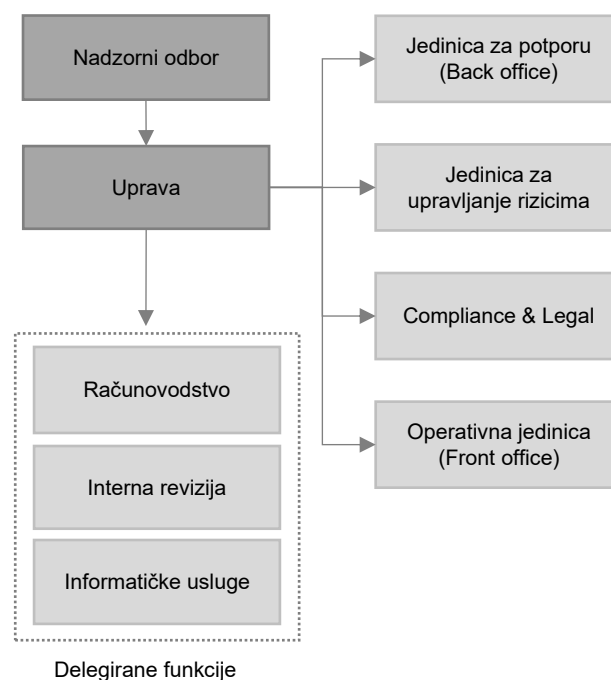 Nadzorni odbor
Uprava
Jedinica za potporu
(Back office)
Jedinica za
upravljanje rizicima
Compliance & Legal
Operativna jedinica
(Front office)
Računovodstvo
Interna revizija
Informatičke usluge
Delegirane funkcije